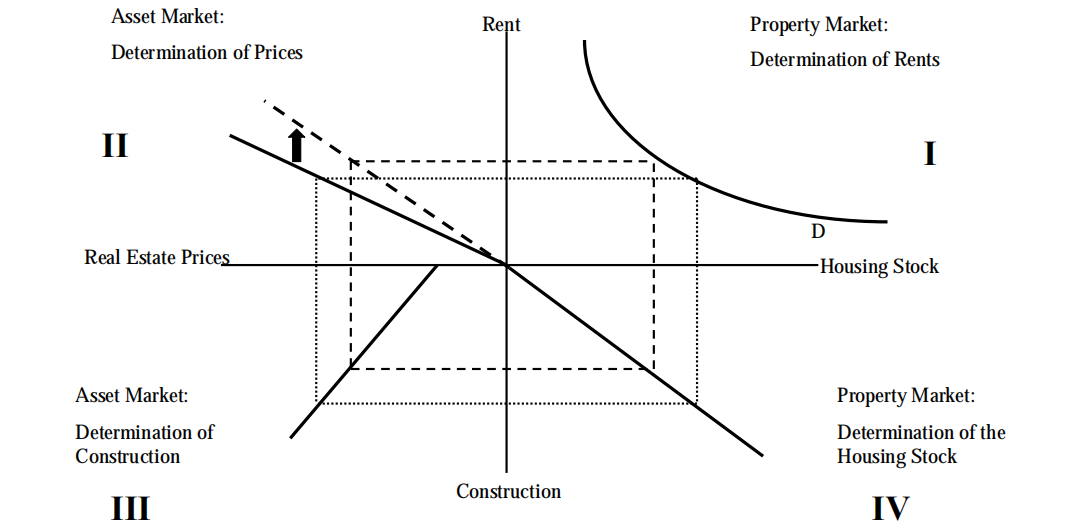 Asset Market:
Determination of Prices
Rent
Property Market:
Determination of Rents
II
I
D
Real Estate Prices
Housing Stock
Asset Market:
Determination of
Construction
III
Construction
Property Market:
Determination of the
Housing Stock
IV